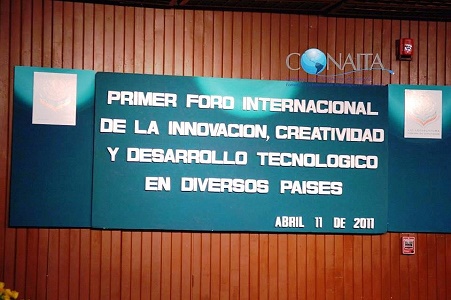 CONAITA
PRIMER FORO INTERNACIONAL
DE LA INNOVACION, CREATIVIDAD
Y DESARROLLO TECNOLOGICO
EN DIVERSOS PAISES
ABRIL 11 DE 2011